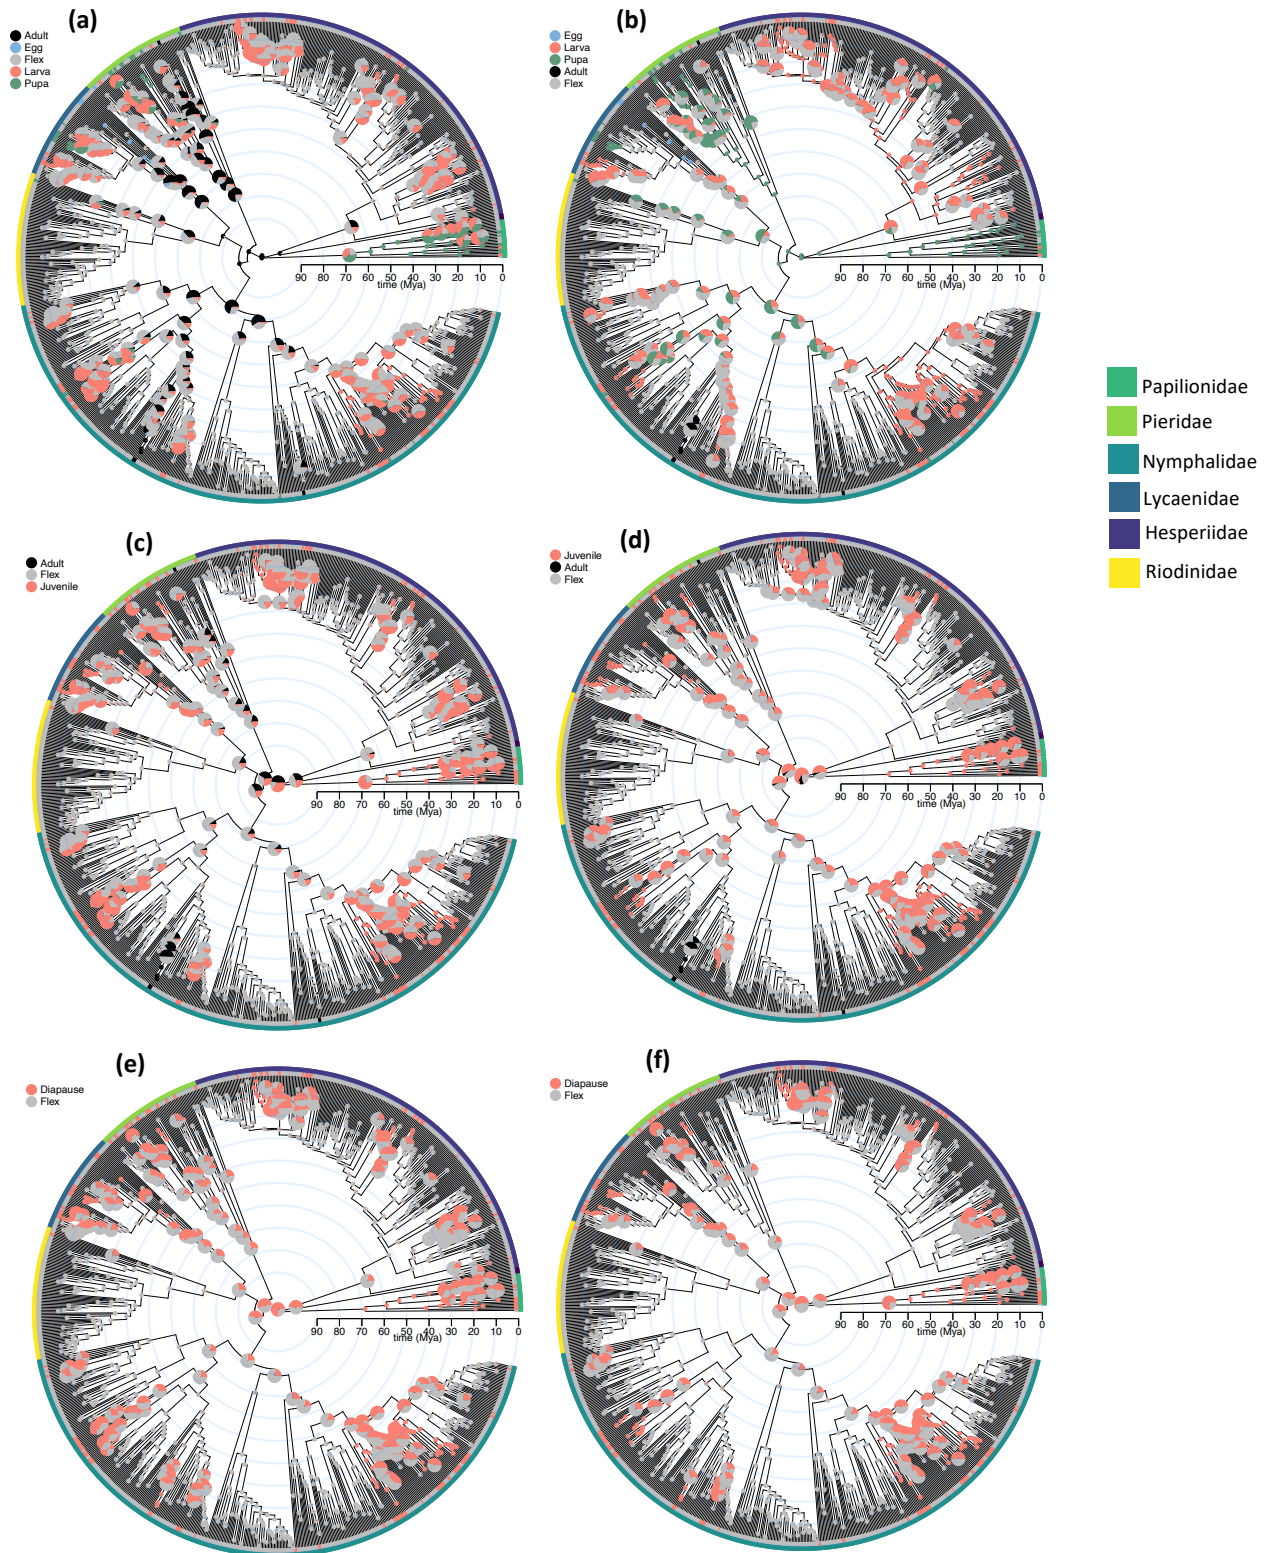 (a)
Adult
Egg
Flex
Larva
Pupa
90 80 70 60 50 40 30 20 10 0
time (Mya)
(b)
Egg
Larva
Pupa
Adult
Flex
90 80 70 60 50 40 30 20 10 0
time (Mya)
Papilionidae
Pieridae
Nymphalidae
Lycaenidae
Hesperiidae
Riodinidae
(c)
Adult
Flex
Juvenile
90 80 70 60 50 40 30 20 10 0
time (Mya)
(d)
Juvenile
Adult
Flex
90 80 70 60 50 40 30 20 10 0
time (Mya)
(e)
Diapause
Flex
90 80 70 60 50 40 30 20 10 0
time (Mya)
(f)
Diapause
Flex
90 80 70 60 50 40 30 20 10 0
time (Mya)